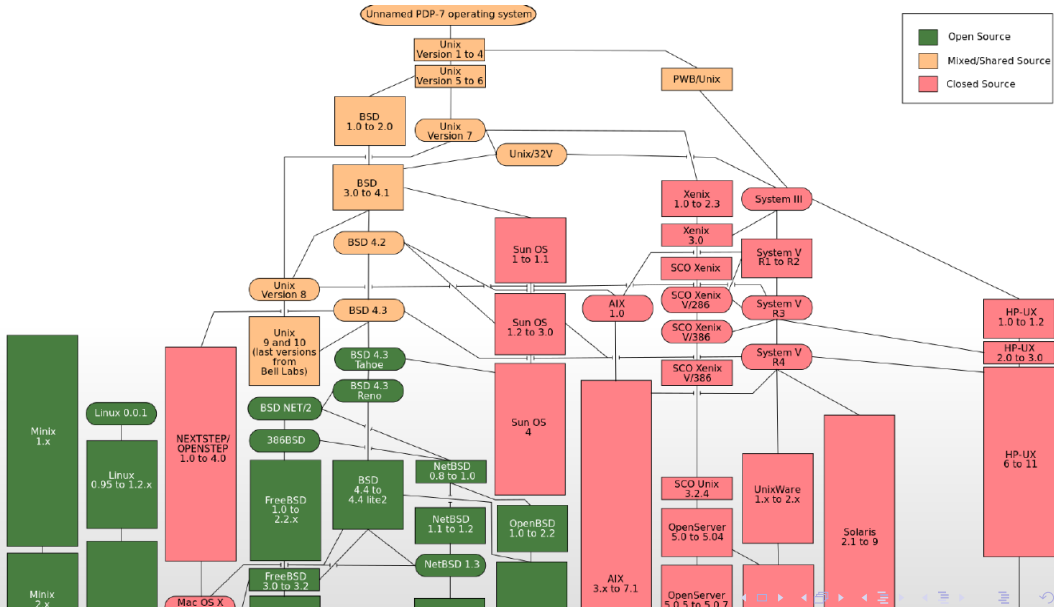 Unnamed PDP-7 operating system
Open Source
Mixed/Shared Source
Closed Source
Unix
Version 1 to 4
Unix
Version 5 to 6
PWB/Unix
BSD
1.0 to 2.0
Unix
Version 7
Unix/32V
BSD
3.0 to 4.1
Xenix
1.0 to 2.3
System III
Xenix
3.0
BSD 4.2
Sun OS
1 to 1.1
System V
R1 to R2
SCO Xenix
Unix
Version 8
SCO Xenix
V/286
AIX
1.0
System V
R3
BSD 4.3
HP-UX
1.0 to 1.2
Sun OS
1.2 to 3.0
SCO Xenix
V/386
Unix
9 and 10
(last versions
from
Bell Labs)
BSD 4.3
Tahoe
System V
R4
HP-UX
2.0 to 3.0
SCO Xenix
V/386
BSD 4.3
Reno
BSD NET/2
Linux 0.0.1
Sun OS
4
Minix
1.x
NEXTSTEP/
OPENSTEP
1.0 to 4.0
386BSD
HP-UX
6 to 11
NetBSD
0.8 to 1.0
Linux
0.95 to 1.2.x
BSD
4.4 to
4.4 lite2
SCO Unix
3.2.4
UnixWare
1.x to 2.x
FreeBSD
1.0 to
2.2.x
NetBSD
1.1 to 1.2
OpenBSD
1.0 to 2.2
OpenServer
5.0 to 5.04
Solaris
2.1 to 9
NetBSD 1.3
FreeBSD
3.0 to 3.2
AIX
3.x to 7.1
OpenServer
5.0.5 to 5.0.7
Minix
2.x
Mac OS X